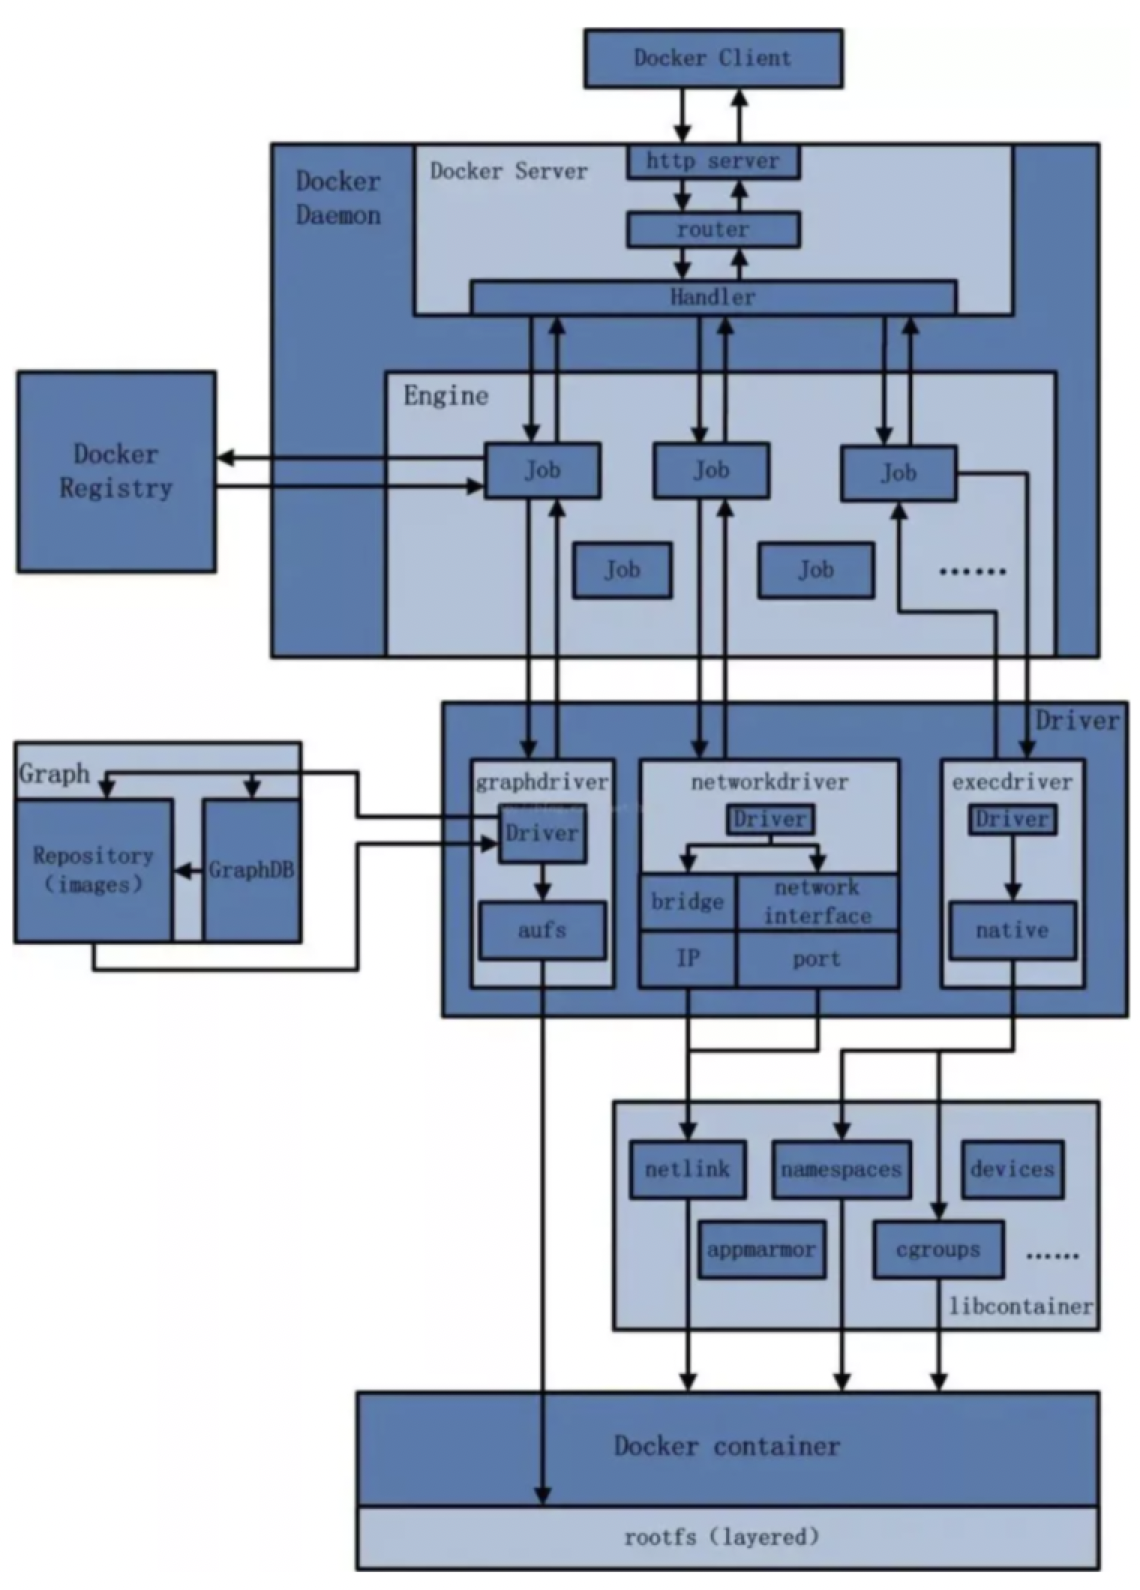 Docker Client
Docker
Daemon
Docker Server
http server
router
Handler
Engine
Docker
Registry
Job
Job
Job
Job
Job
......
Driver
Graph
Repository
(images)
GraphDB
graphdriver
Driver
aufs
networkdriver
Driver
bridge
network
interface
IP
port
execdriver
Driver
native
netlink
namespaces
devices
appmarmor
cgroups
......
libcontainer
Docker container
rootfs (layered)